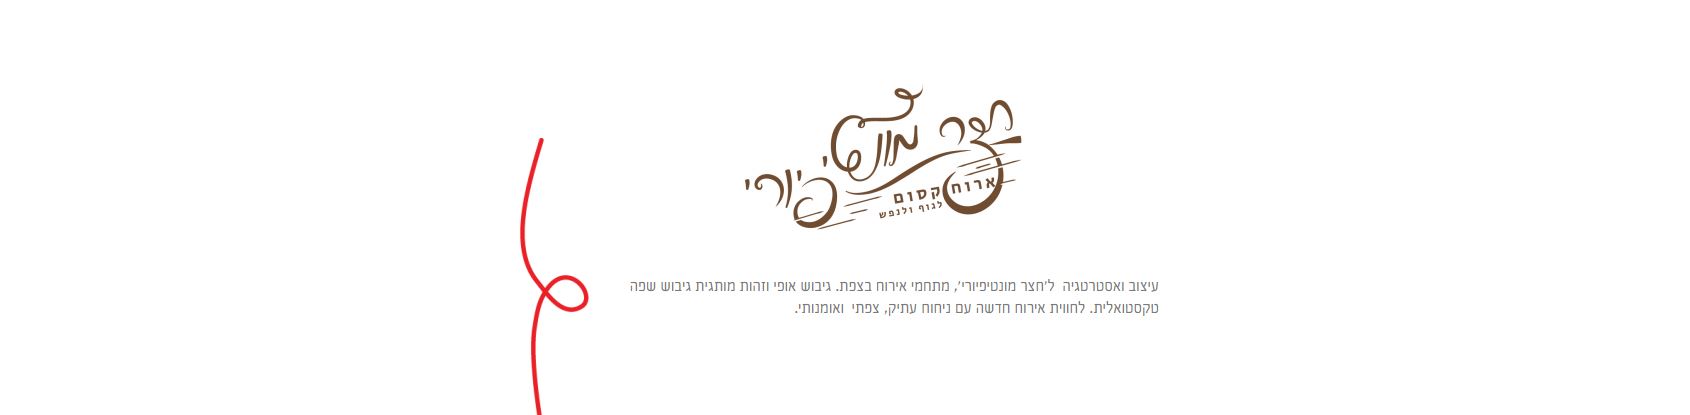 חצר מונטיפיורי
ארוח קסום
לגוף ולנפש
עיצוב ואסטרטגיה ל'חצר מונטיפיורי', מתחמי אירוח בצפת. גיבוש אופי וזהות מותגית גיבוש שפה
טקסטואלית. לחווית אירוח חדשה עם ניחוח עתיק, צפתי ואומנותי.